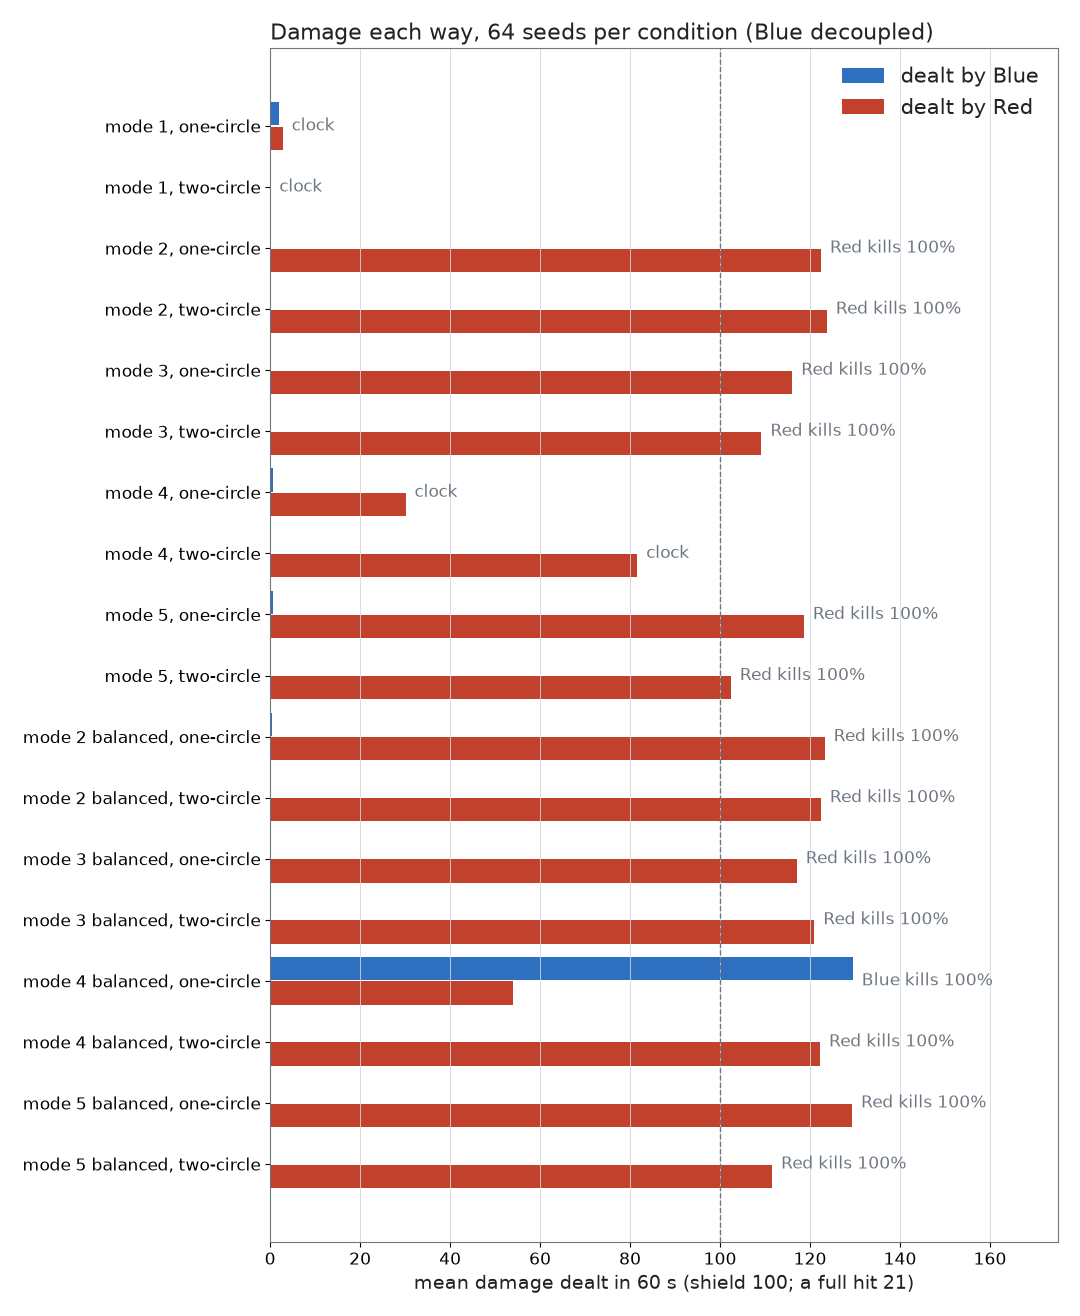 Damage each way, 64 seeds per condition (Blue decoupled)
dealt by Blue
dealt by Red
mode 1, one-circle clock
mode 1, two-circle clock
mode 2, one-circle Red kills 100%
mode 2, two-circle Red kills 100%
mode 3, one-circle Red kills 100%
mode 3, two-circle Red kills 100%
mode 4, one-circle clock
mode 4, two-circle clock
mode 5, one-circle Red kills 100%
mode 5, two-circle Red kills 100%
mode 2 balanced, one-circle Red kills 100%
mode 2 balanced, two-circle Red kills 100%
mode 3 balanced, one-circle Red kills 100%
mode 3 balanced, two-circle Red kills 100%
mode 4 balanced, one-circle Blue kills 100%
mode 4 balanced, two-circle Red kills 100%
mode 5 balanced, one-circle Red kills 100%
mode 5 balanced, two-circle Red kills 100%
0 20 40 60 80 100 120 140 160
mean damage dealt in 60 s (shield 100; a full hit 21)